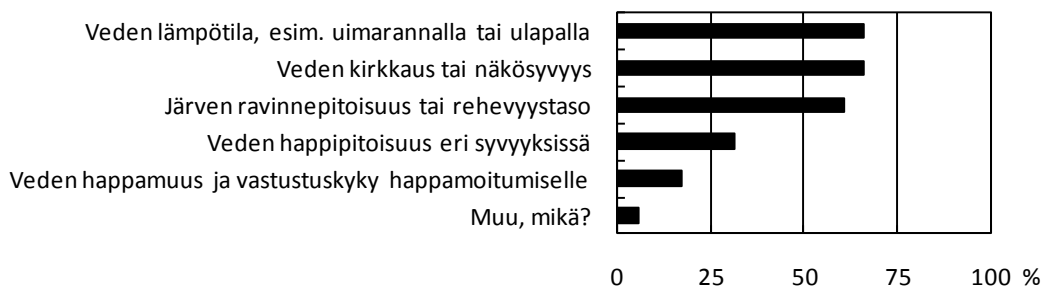 Veden lämpötila, esim. uimarannalla tai ulapalla
Veden kirkkaus tai näkösyvyys
Järven ravinnepitoisuus tai rehevyystaso
Veden happipitoisuus eri syvyyksissä
Veden happamuus ja vastustuskyky happamoitumiselle
Muu, mikä?
0 25 50 75 100 %